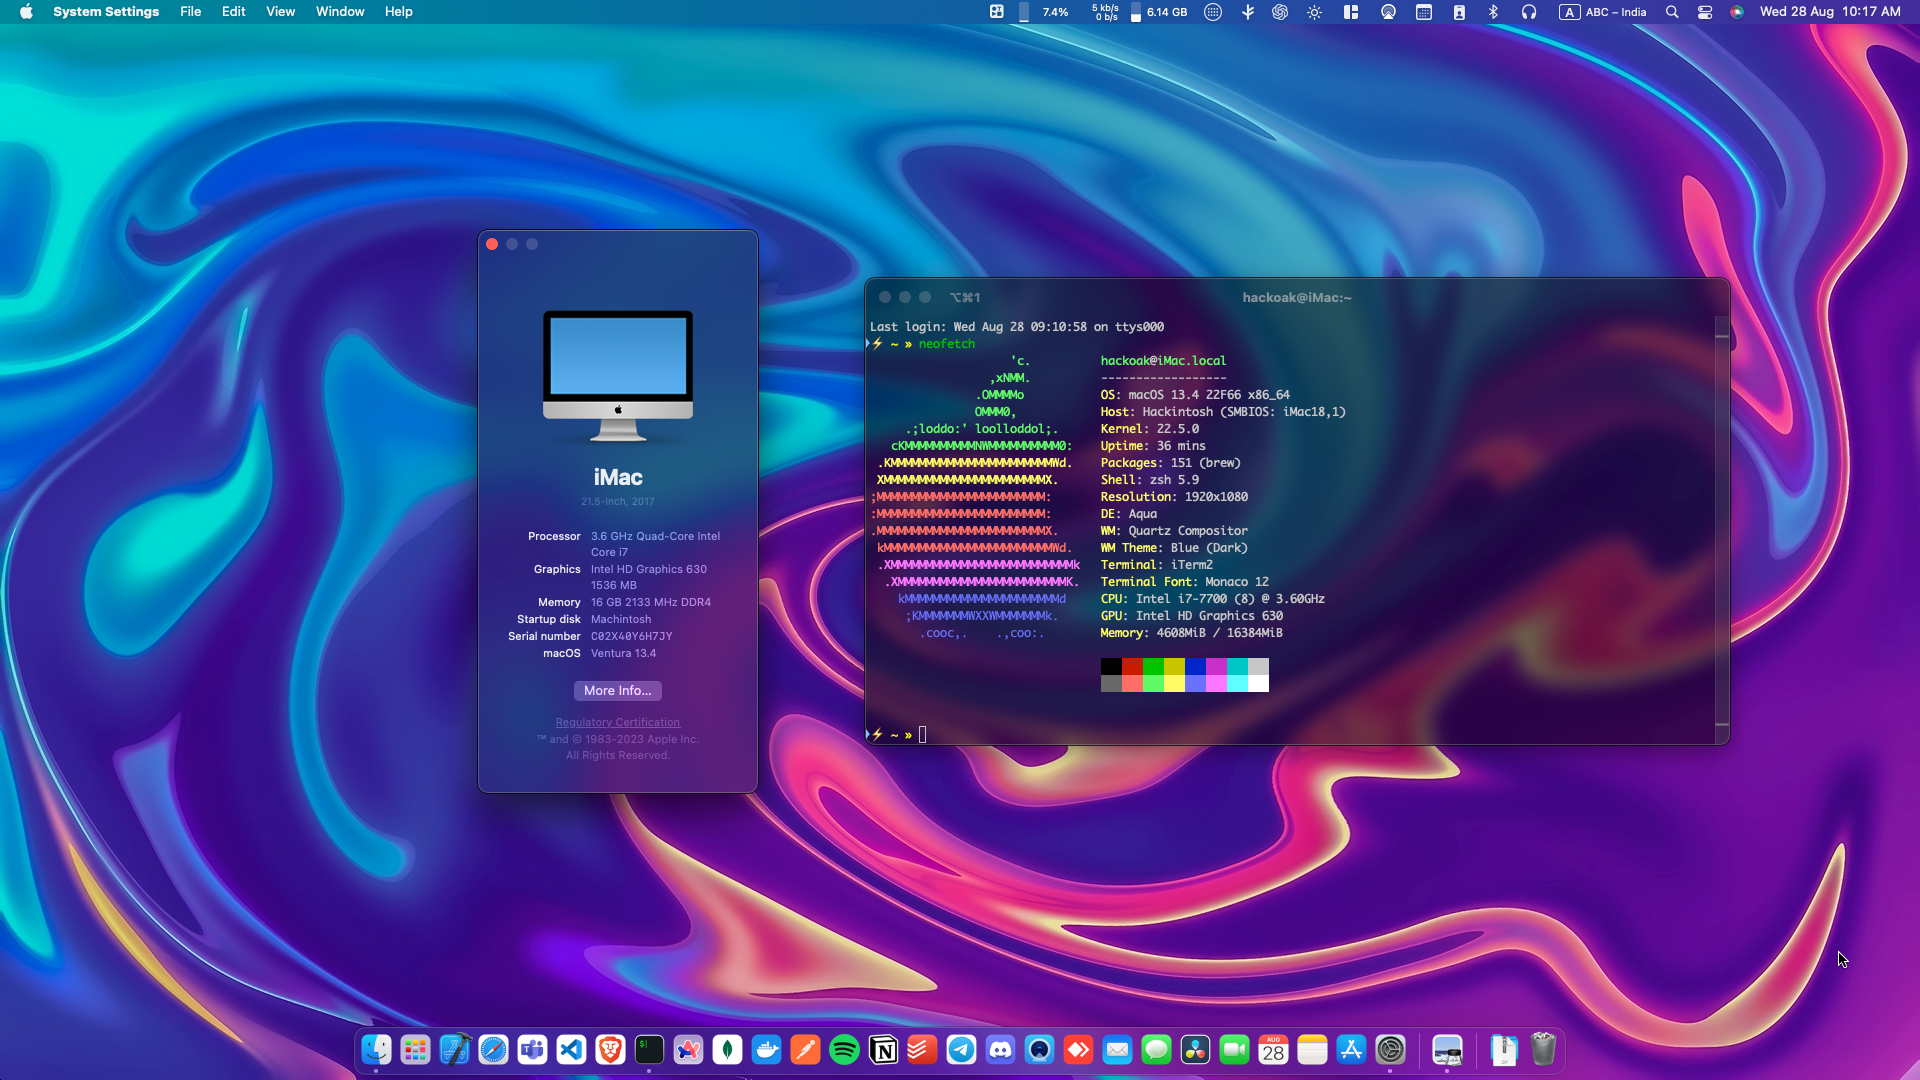 System Settings File Edit View Window Help
7.4% 5 kb/s 0 b/s 6.14 GB A ABC – India Wed 28 Aug 10:17 AM
iMac
21.5-inch, 2017
Processor 3.6 GHz Quad-Core Intel
Core i7
Graphics Intel HD Graphics 630
1536 MB
Memory 16 GB 2133 MHz DDR4
Startup disk Machintosh
Serial number C02X40Y6H7JY
macOS Ventura 13.4
More Info...
Regulatory Certification
™ and © 1983-2023 Apple Inc.
All Rights Reserved.
⌥⌘1 hackoak@iMac:~
Last login: Wed Aug 28 09:10:58 on ttys000
⚡ ~ » neofetch
'c. hackoak@iMac.local
,xNMM. ------------------
.OMMMMo OS: macOS 13.4 22F66 x86_64
OMMM0, Host: Hackintosh (SMBIOS: iMac18,1)
.;loddo:' loolloddol;. Kernel: 22.5.0
cKMMMMMMMMMMNWMMMMMMMMMM0: Uptime: 36 mins
.KMMMMMMMMMMMMMMMMMMMMMMMWd. Packages: 151 (brew)
XMMMMMMMMMMMMMMMMMMMMMMMX. Shell: zsh 5.9
;MMMMMMMMMMMMMMMMMMMMMMMM: Resolution: 1920x1080
:MMMMMMMMMMMMMMMMMMMMMMMM: DE: Aqua
.MMMMMMMMMMMMMMMMMMMMMMMMX. WM: Quartz Compositor
kMMMMMMMMMMMMMMMMMMMMMMMMWd. WM Theme: Blue (Dark)
.XMMMMMMMMMMMMMMMMMMMMMMMMMMk Terminal: iTerm2
.XMMMMMMMMMMMMMMMMMMMMMMMMK. Terminal Font: Monaco 12
kMMMMMMMMMMMMMMMMMMMMMMd CPU: Intel i7-7700 (8) @ 3.60GHz
;KMMMMMMMWXXWMMMMMMMk. GPU: Intel HD Graphics 630
.cooc,. .,coo:. Memory: 4608MiB / 16384MiB
⚡ ~ »
AUG
28